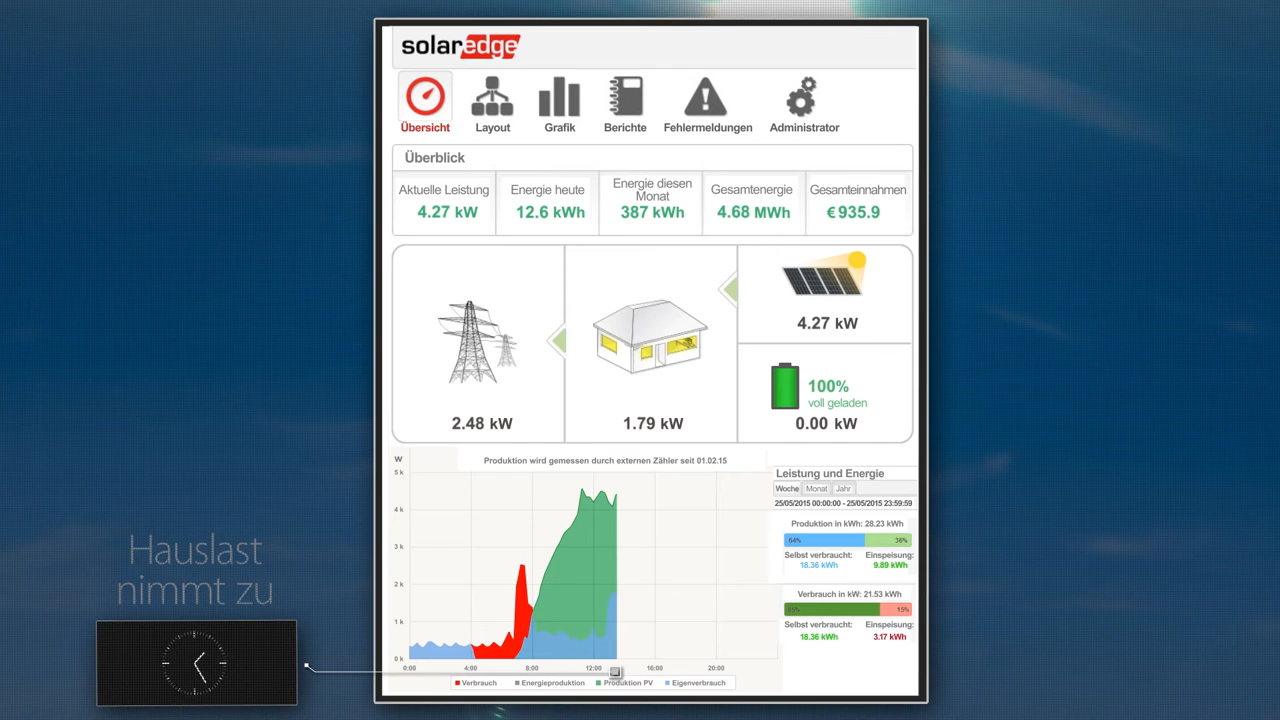 solaredge
Übersicht
Layout
Grafik
Berichte
Fehlermeldungen
Administrator
Überblick
Aktuelle Leistung
4.27 kW
Energie heute
12.6 kWh
Energie diesen
Monat
387 kWh
Gesamtenergie
4.68 MWh
Gesamteinnahmen
€935.9
2.48 kW
1.79 kW
4.27 kW
100%
voll geladen
0.00 kW
W
Produktion wird gemessen durch externen Zähler seit 01.02.15
5 k
4 k
3 k
2 k
1 k
0 k
0:00 4:00 8:00 12:00 16:00 20:00
Verbrauch Energieproduktion Produktion PV Eigenverbrauch
Leistung und Energie
Woche Monat Jahr
25/05/2015 00:00:00 - 25/05/2015 23:59:59
Produktion in kWh: 28.23 kWh
64% 36%
Selbst verbraucht: Einspeisung:
18.36 kWh 9.89 kWh
Verbrauch in kW: 21.53 kWh
85% 15%
Selbst verbraucht: Einspeisung:
18.36 kWh 3.17 kWh
Hauslast
nimmt zu